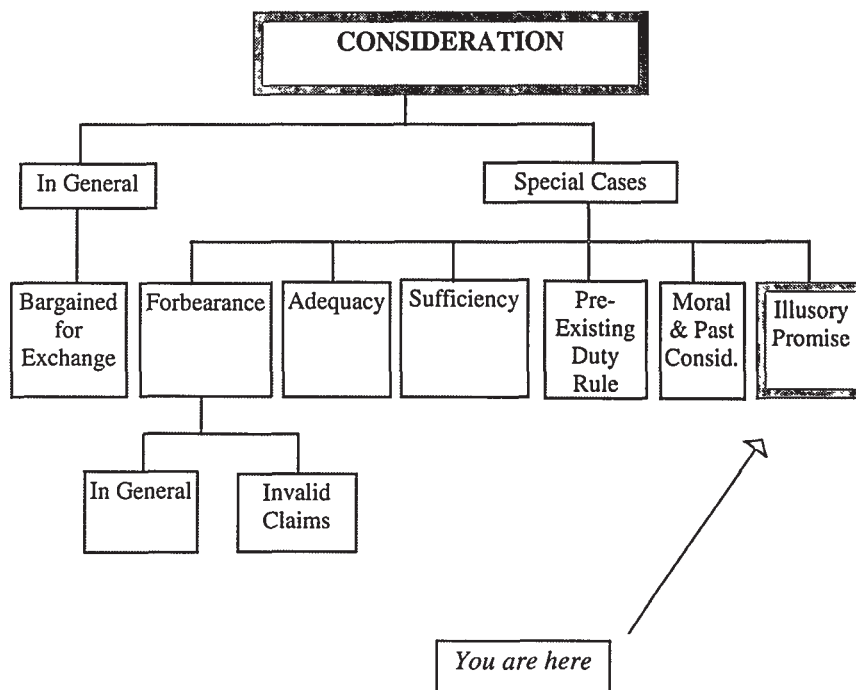 CONSIDERATION
In General
Special Cases
Bargained
for
Exchange
Forbearance
Adequacy
Sufficiency
Pre-
Existing
Duty
Rule
Moral
& Past
Consid.
Illusory
Promise
In General
Invalid
Claims
You are here